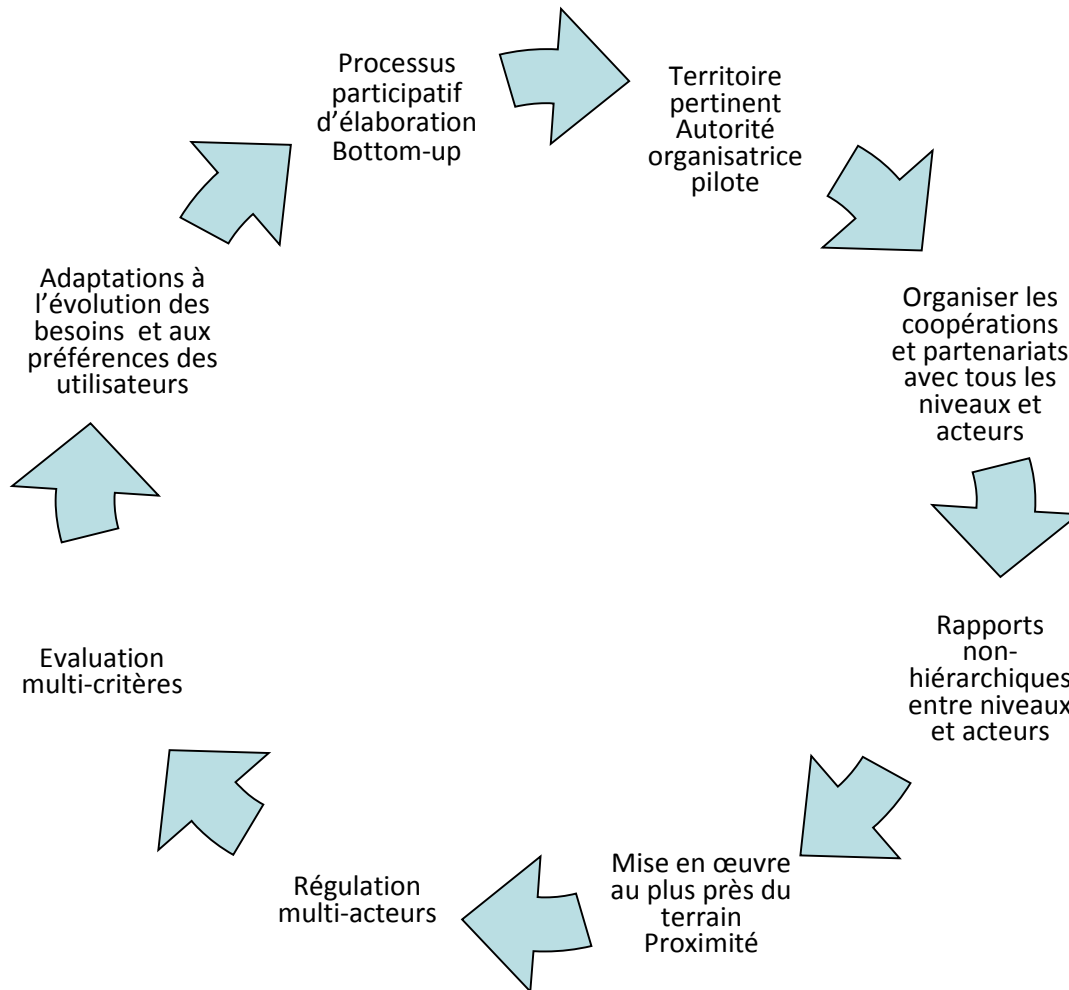 Processus
participatif
d'élaboration
Bottom-up
Territoire
pertinent
Autorité
organisatrice
pilote
Organiser les
coopérations
et partenariats
avec tous les
niveaux et
acteurs
Rapports
non-
hiérarchiques
entre niveaux
et acteurs
Mise en œuvre
au plus près du
terrain
Proximité
Régulation
multi-acteurs
Evaluation
multi-critères
Adaptations à
l'évolution des
besoins et aux
préférences des
utilisateurs